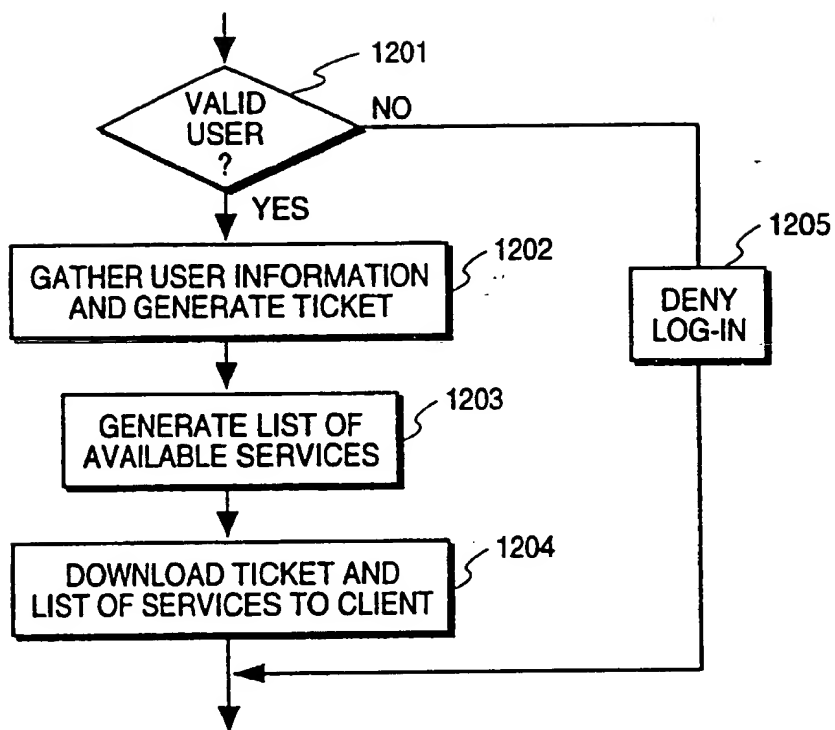 1201
VALID
USER
?
NO
YES
1205
1202
GATHER USER INFORMATION
AND GENERATE TICKET
DENY
LOG-IN
1203
GENERATE LIST OF
AVAILABLE SERVICES
1204
DOWNLOAD TICKET AND
LIST OF SERVICES TO CLIENT